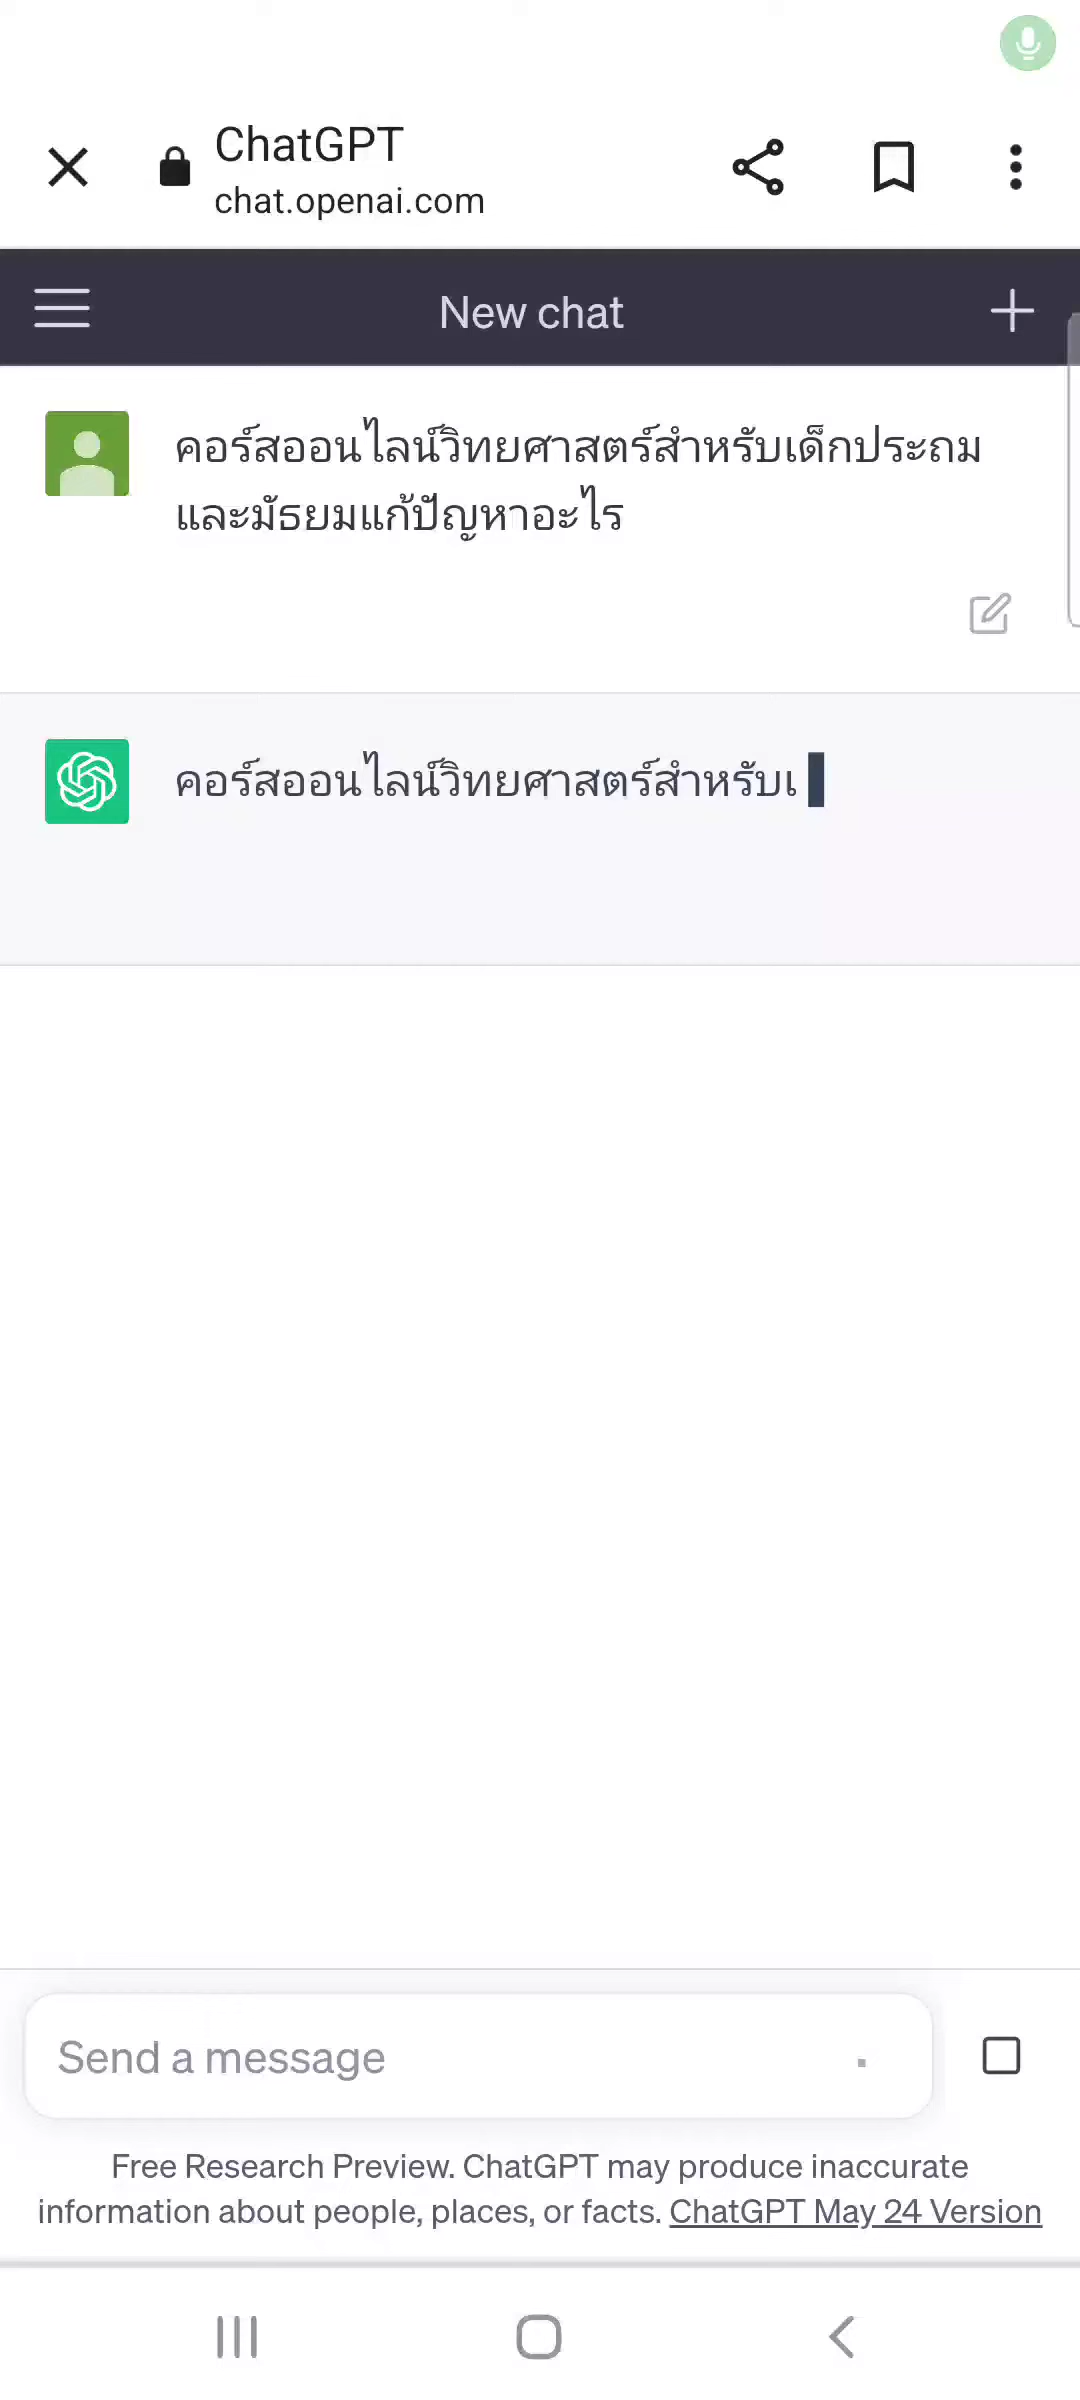 ChatGPT
chat.openai.com
New chat
คอร์สออนไลน์วิทยศาสตร์สำหรับเด็กประถม
และมัธยมแก้ปัญหาอะไร
คอร์สออนไลน์วิทยศาสตร์สำหรับเ
Send a message
Free Research Preview. ChatGPT may produce inaccurate
information about people, places, or facts. ChatGPT May 24 Version